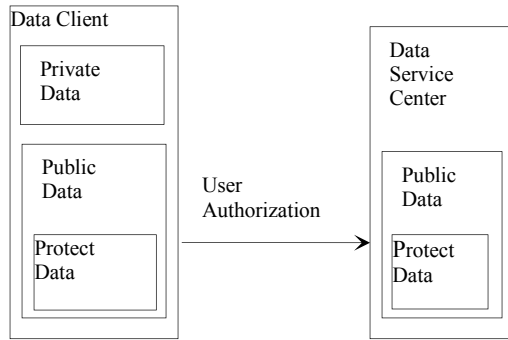 Data Client
Private
Data
Public
Data
Protect
Data
User
Authorization
Data
Service
Center
Public
Data
Protect
Data